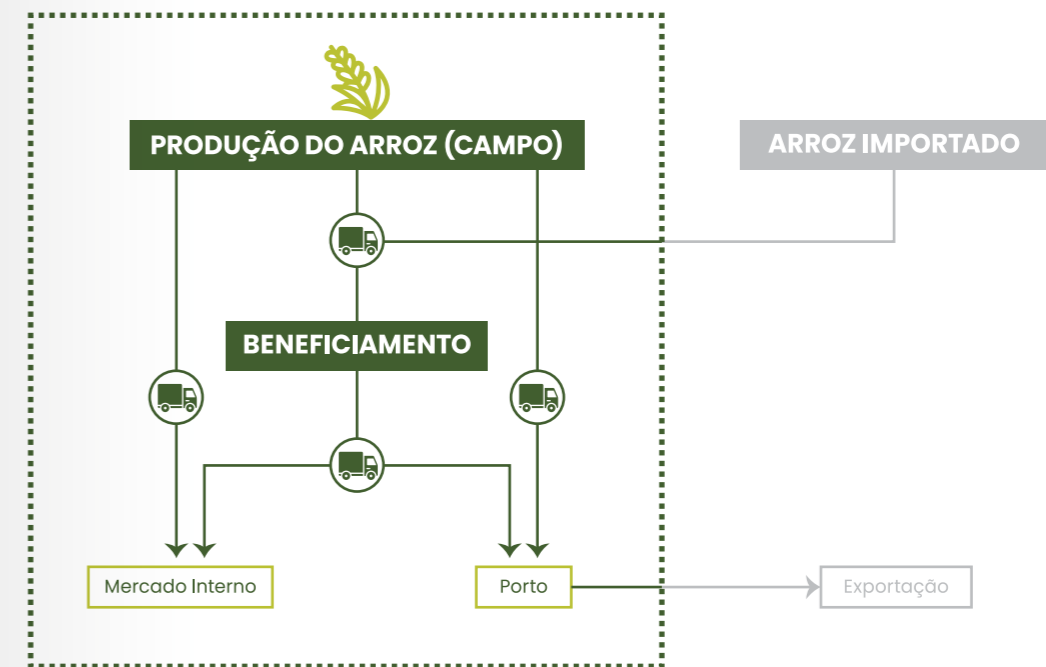 PRODUÇÃO DO ARROZ (CAMPO)
ARROZ IMPORTADO
BENEFICIAMENTO
Mercado Interno
Porto
Exportação